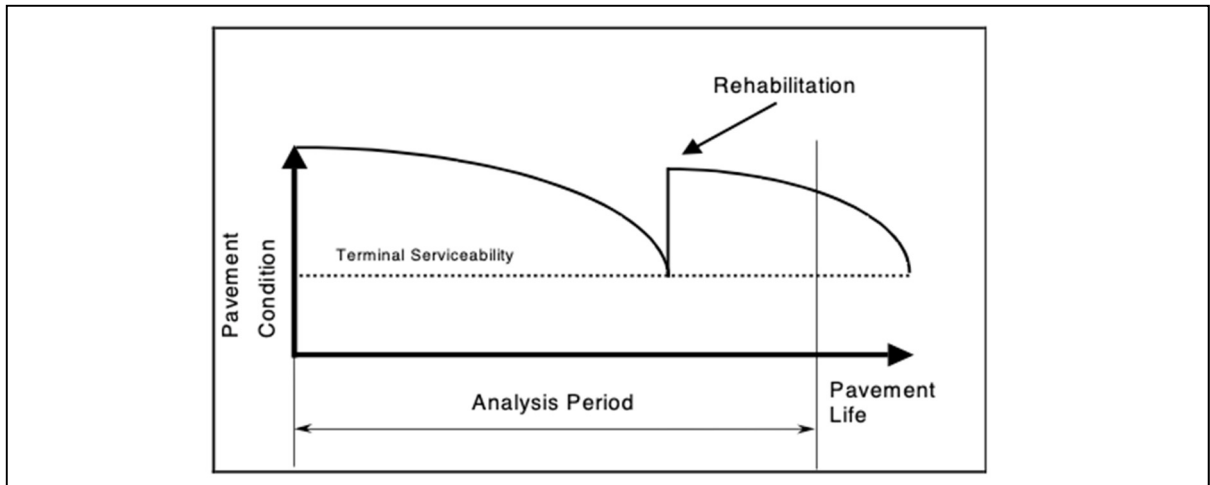 Rehabilitation
Terminal Serviceability
Pavement
Condition
Analysis Period
Pavement
Life